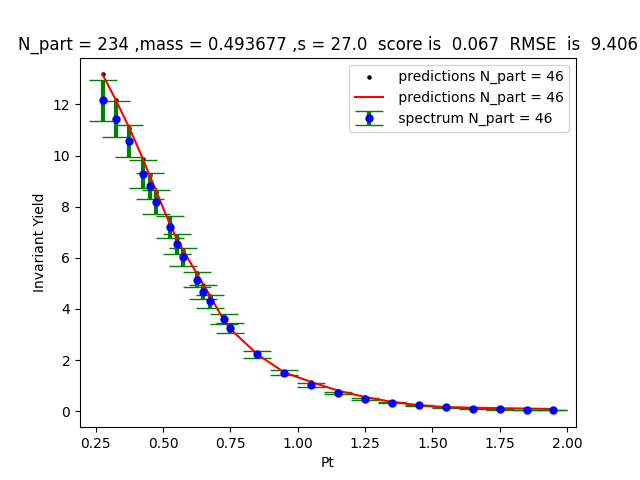 N_part = 234 ,mass = 0.493677 ,s = 27.0  score is  0.067  RMSE  is  9.406
predictions N_part = 46
predictions N_part = 46
spectrum N_part = 46
12
10
8
6
4
2
0
Invariant Yield
0.25 0.50 0.75 1.00 1.25 1.50 1.75 2.00
Pt